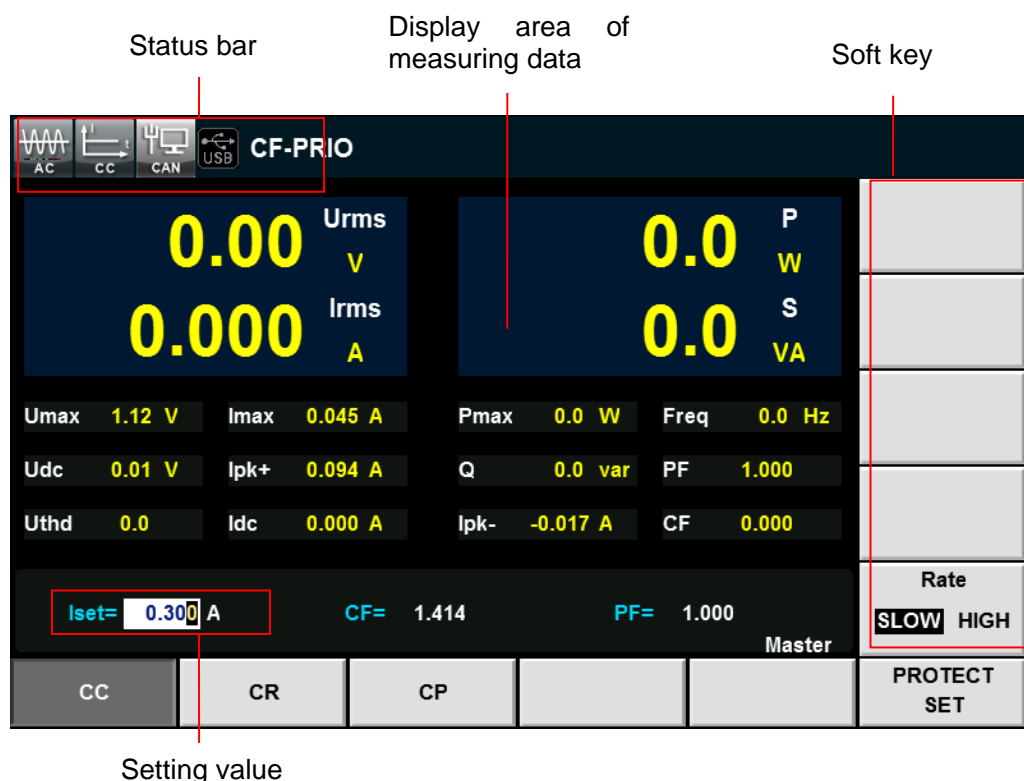 Status bar
Display area of
measuring data
Soft key
AC CC CAN USB CF-PRIO
0.00 Urms V
0.0 P W
0.000 Irms A
0.0 S VA
Umax 1.12 V Imax 0.045 A Pmax 0.0 W Freq 0.0 Hz
Udc 0.01 V Ipk+ 0.094 A Q 0.0 var PF 1.000
Uthd 0.0 Idc 0.000 A Ipk- -0.017 A CF 0.000
Iset= 0.300 A CF= 1.414 PF= 1.000
Master
Rate
SLOW HIGH
CC CR CP
PROTECT
SET
Setting value